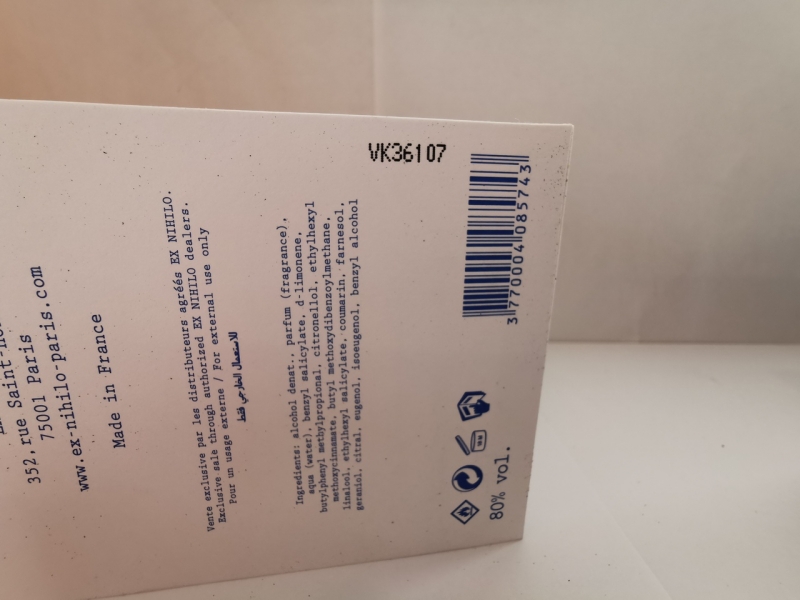 352, rue Saint-
75001 Paris
www.ex-nihilo-paris.com
Made in France
Vente exclusive par les distributeurs agréés EX NIHILO.
Exclusive sale through authorized EX NIHILO dealers.
Pour un usage externe / For external use only
للاستعمال الخارجي فقط
Ingredients: alcohol denat., parfum (fragrance),
aqua (water), benzyl salicylate, d-limonene,
butylphenyl methylpropional, citronellol, ethylhexyl
methoxycinnamate, butyl methoxydibenzoylmethane,
linalool, ethylhexyl salicylate, coumarin, farnesol,
geraniol, citral, eugenol, isoeugenol, benzyl alcohol
VK36107
3 770004 085743
80% vol.